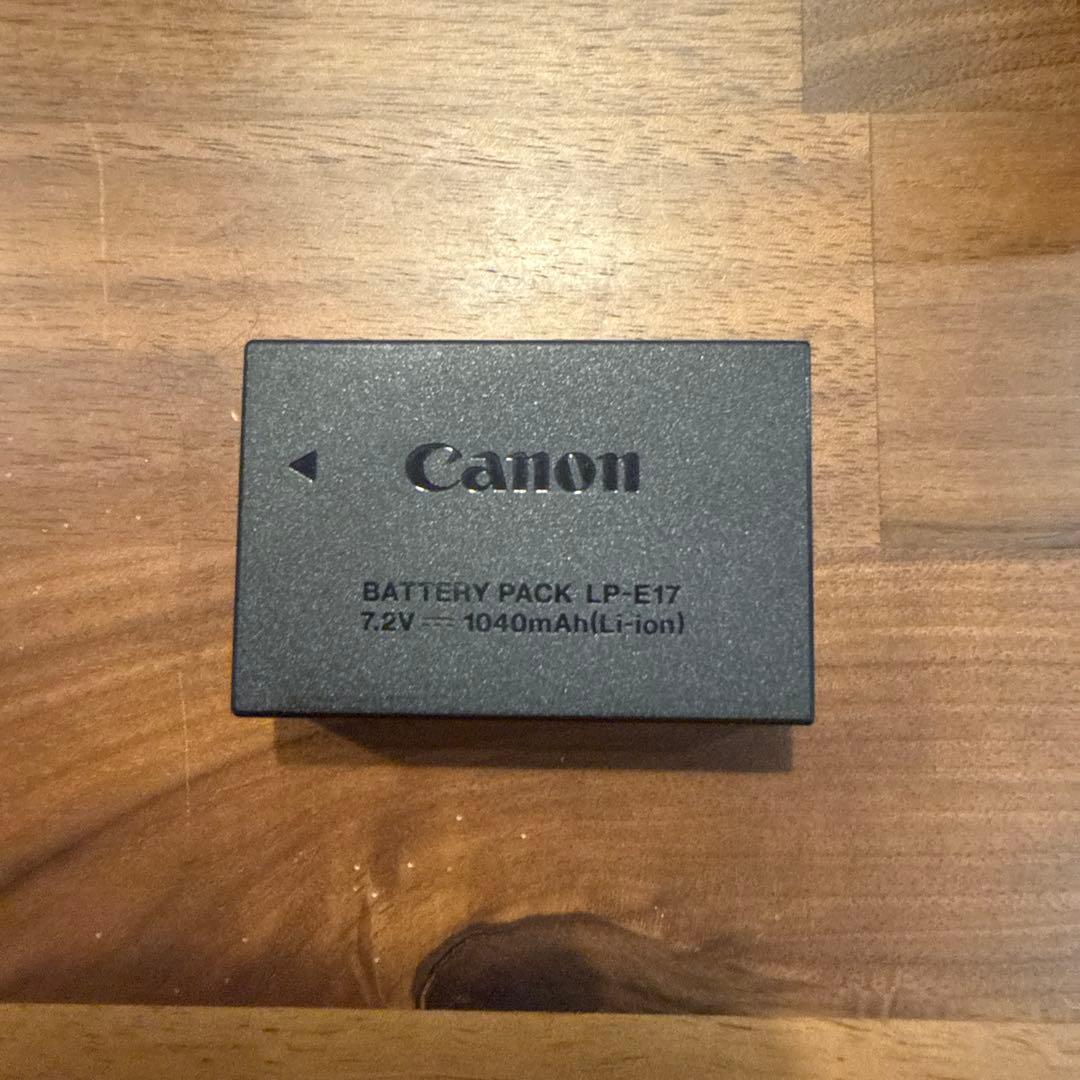 Canon
BATTERY PACK LP-E17
7.2V ⎓ 1040mAh(Li-ion)